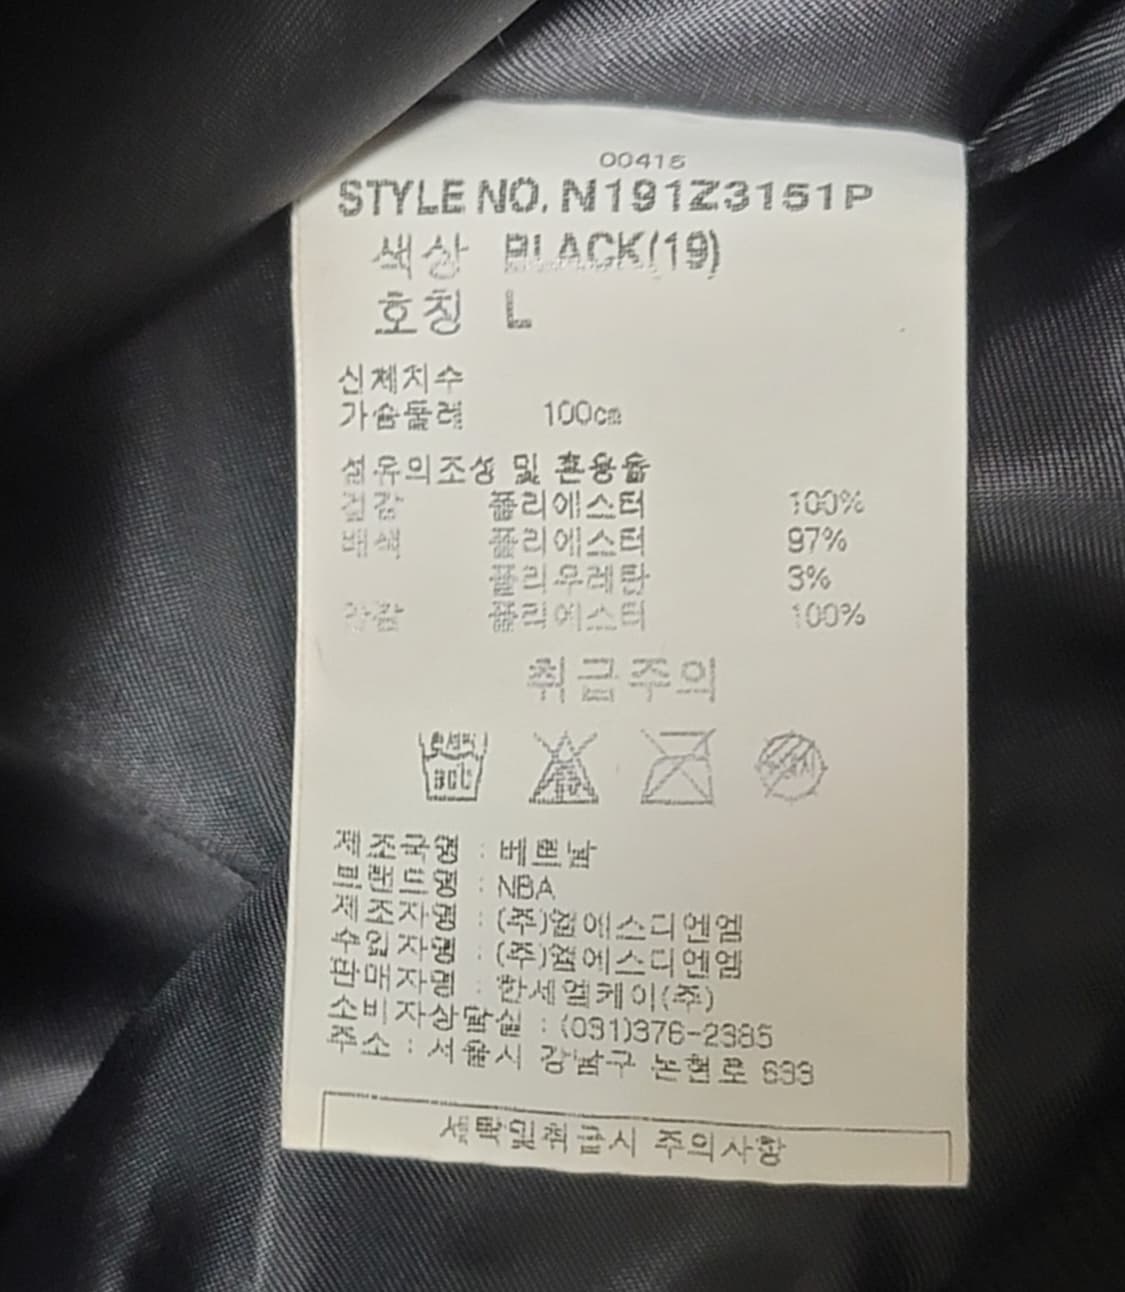 00415
STYLE NO. N191Z3151P
색상 BLACK(19)
호칭 L
신체치수
가슴둘레 100cm
섬유의조성 및 혼용율
겉감 폴리에스터 100%
배색 폴리에스터 97%
폴리우레탄 3%
안감 폴리에스터 100%
취급주의
제조국명 : 베트남
브랜드명 : NBA
제조자명 : (주)엠에스디엔엠
수입자명 : (주)엠에스디엔엠
판매자명 : 한세엠케이(주)
소비자상담실 : (031)376-2385
주소 : 서울시 강남구 논현로 633
세탁및취급시 주의사항